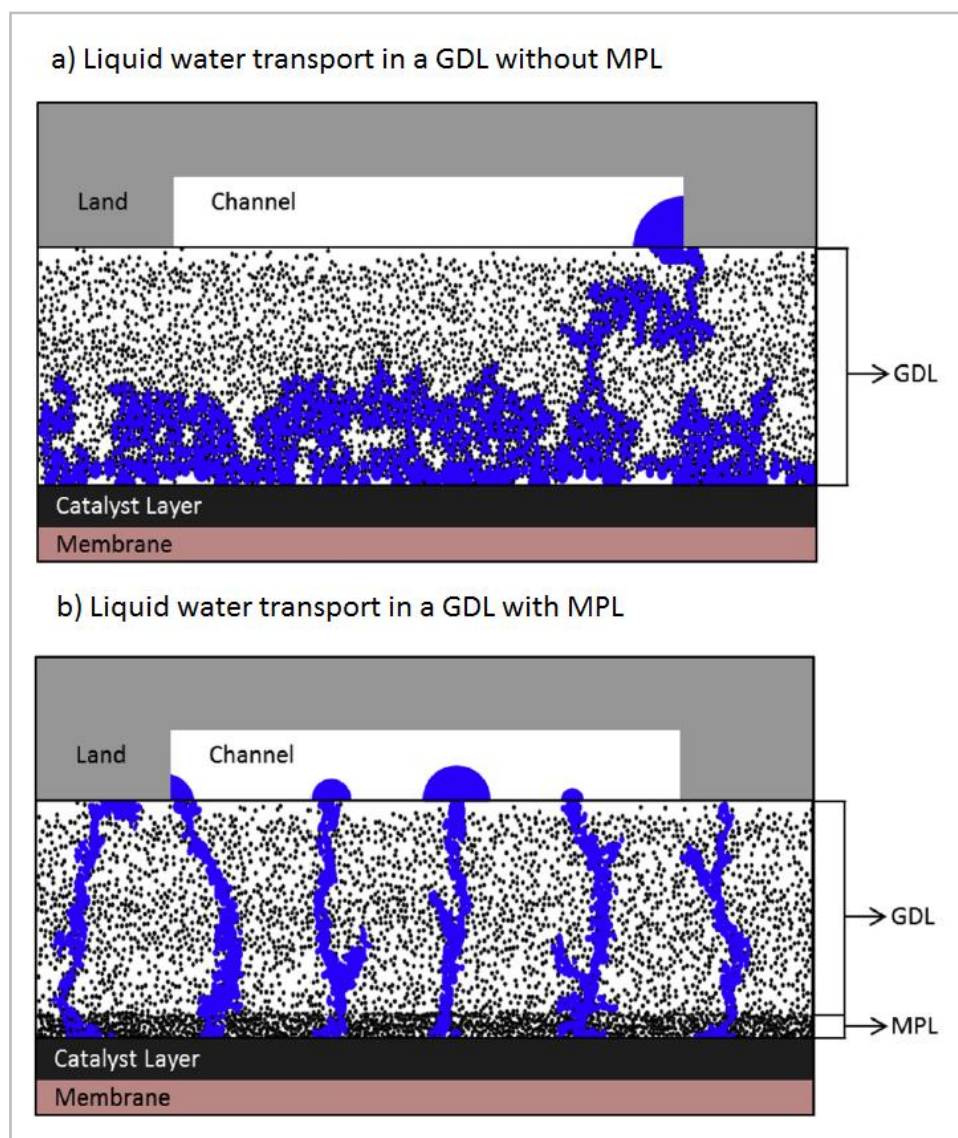 a) Liquid water transport in a GDL without MPL
Land
Channel
GDL
Catalyst Layer
Membrane
b) Liquid water transport in a GDL with MPL
Land
Channel
GDL
MPL
Catalyst Layer
Membrane